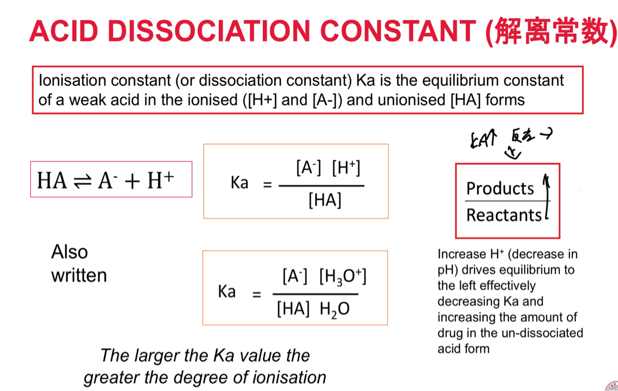 ACID DISSOCIATION CONSTANT (解离常数)
Ionisation constant (or dissociation constant) Ka is the equilibrium constant
of a weak acid in the ionised ([H+] and [A-]) and unionised [HA] forms
HA ⇌ A- + H+
Ka = [A-] [H+]
[HA]
kA↑ →
Products
Reactants
Also
written
Ka = [A-] [H₃O+]
[HA] H₂O
Increase H+ (decrease in
pH) drives equilibrium to
the left effectively
decreasing Ka and
increasing the amount of
drug in the un-dissociated
acid form
The larger the Ka value the
greater the degree of ionisation